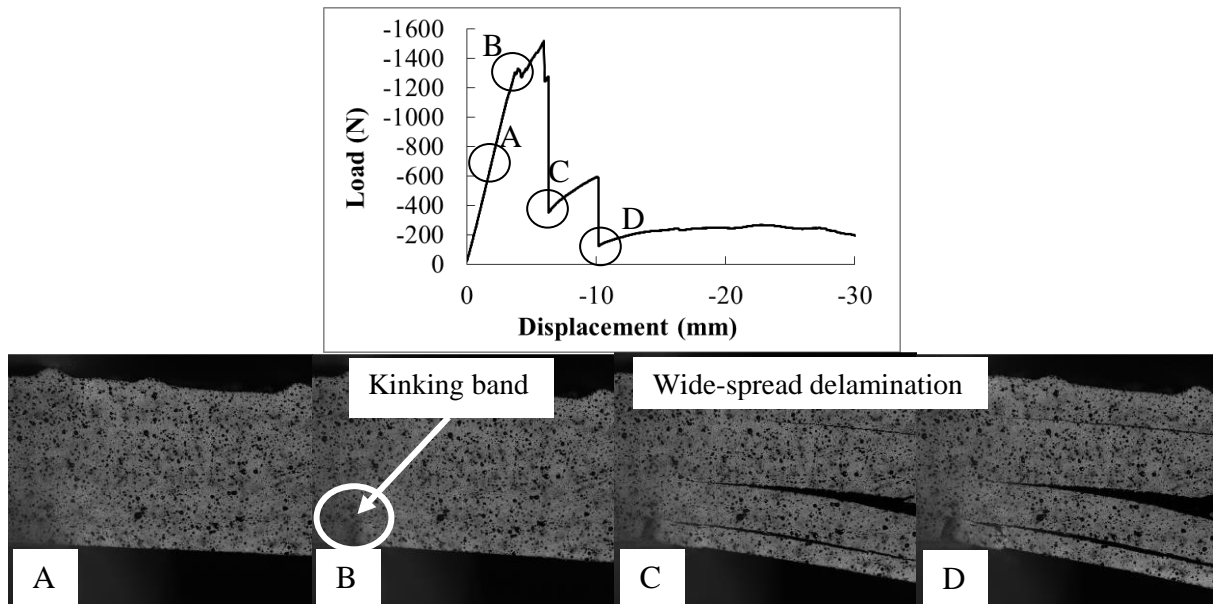 -1600
-1400
-1200
-1000
-800
-600
-400
-200
0
Load (N)
B
A
C
D
0
-10
-20
-30
Displacement (mm)
Kinking band
Wide-spread delamination
A
B
C
D